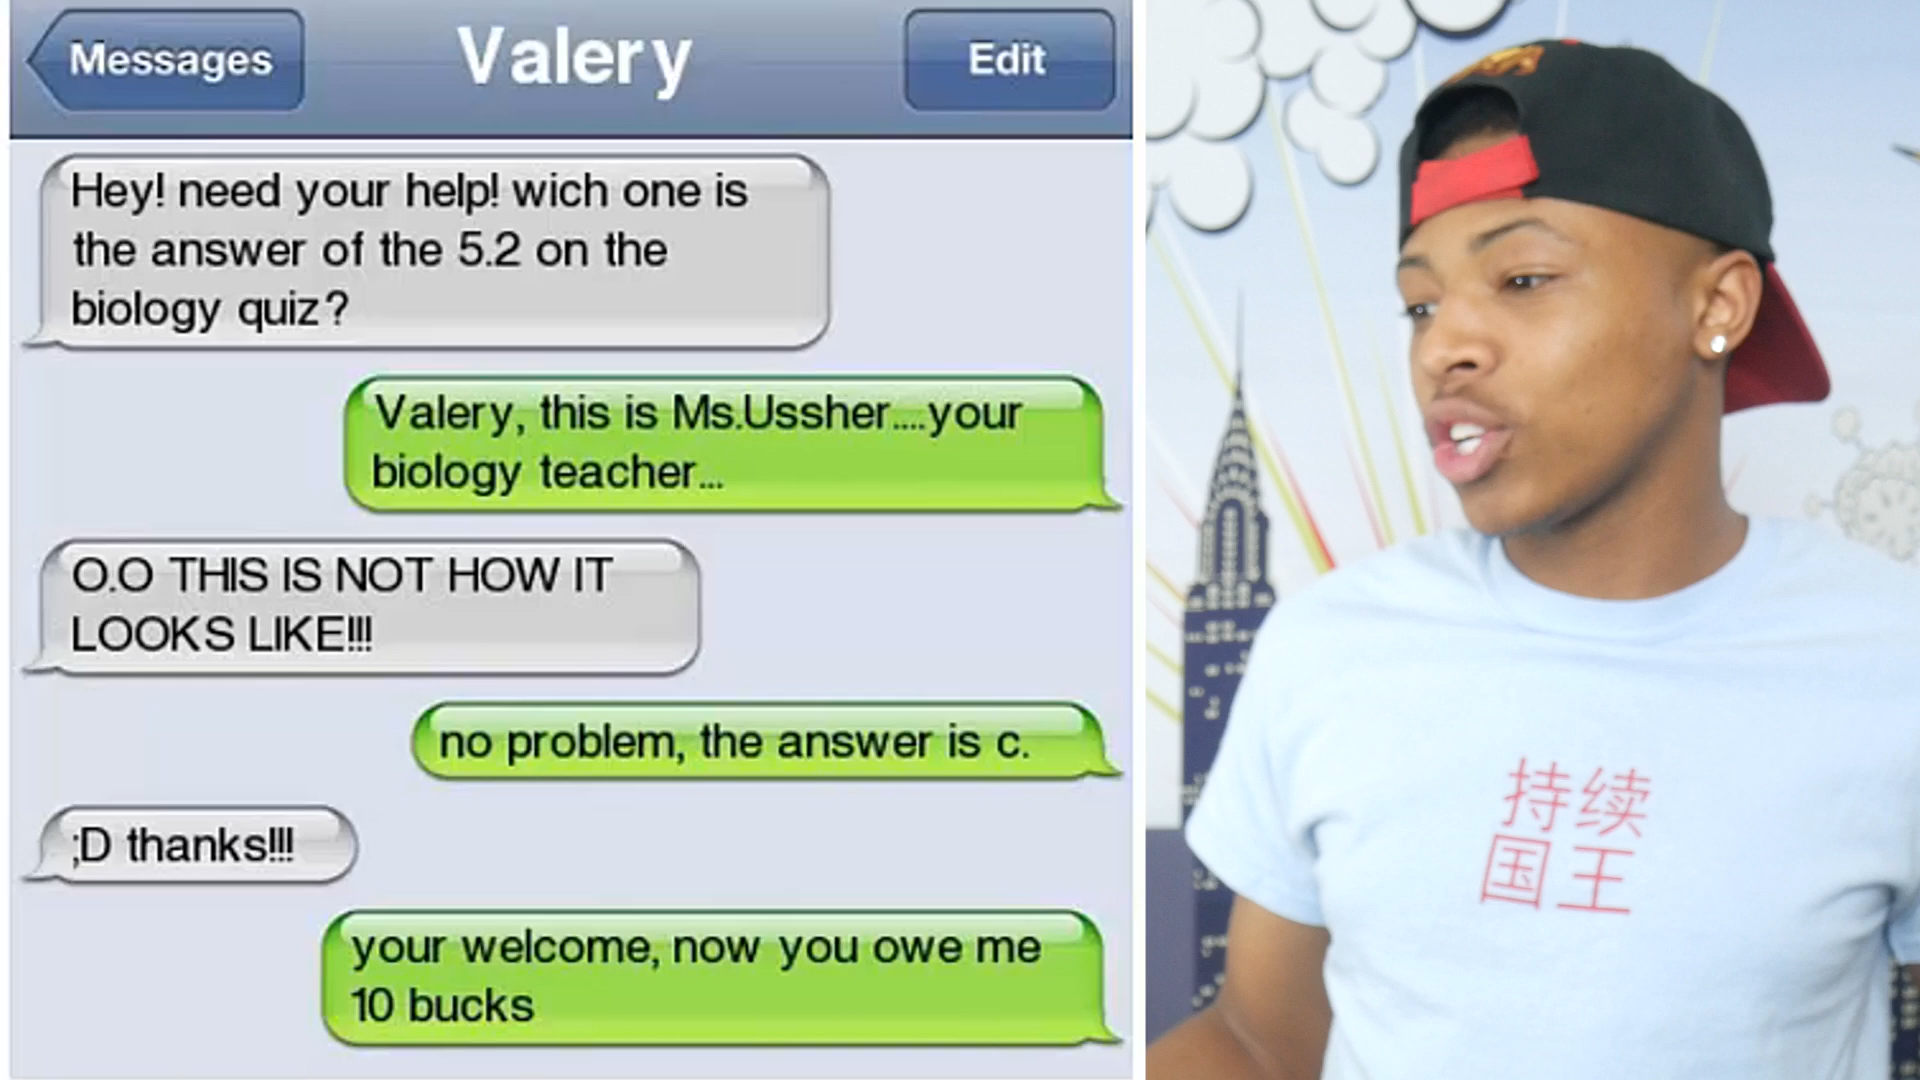 Messages
Valery
Edit
Hey! need your help! wich one is
the answer of the 5.2 on the
biology quiz?
Valery, this is Ms.Ussher....your
biology teacher...
O.O THIS IS NOT HOW IT
LOOKS LIKE!!!
no problem, the answer is c.
;D thanks!!!
your welcome, now you owe me
10 bucks
持续
国王